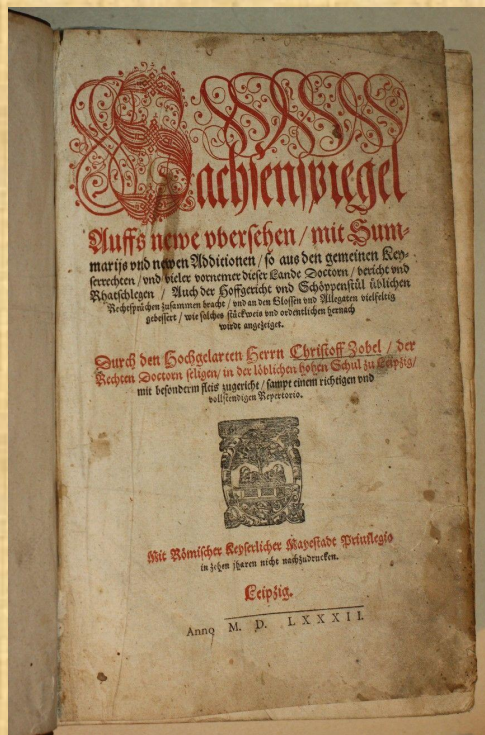 Sachsenspiegel
Auffs newe vbersehen / mit Sum-
marijs vnd newen Additionen / so aus den gemeinen Key-
serrechten / vnd vieler vornemer dieser Lande Doctorn / bericht vnd
Rhatschlegen / Auch der Hoffgericht vnd Schöppenstül üblichen
Rechtsprüchen zusammen bracht / vnd an den Glossen vnd Allegaten vielfeltig
gebessert / wie solches stückweis vnd ordentlichen hernach
wirdt angezeiget.
Durch den Hochgelarten Herrn Christoff Zobel / der
Rechten Doctorn seligen / in der löblichen hohen Schul zu Leipzig /
mit besonderm fleis zugericht / sampt einem richtigen vnd
vollstendigen Repertorio.
Mit Römischer Keyserlicher Mayestadt Priuilegio
in zehen jharen nicht nachzudrucken.
Leipzig.
Anno M. D. LXXXII.